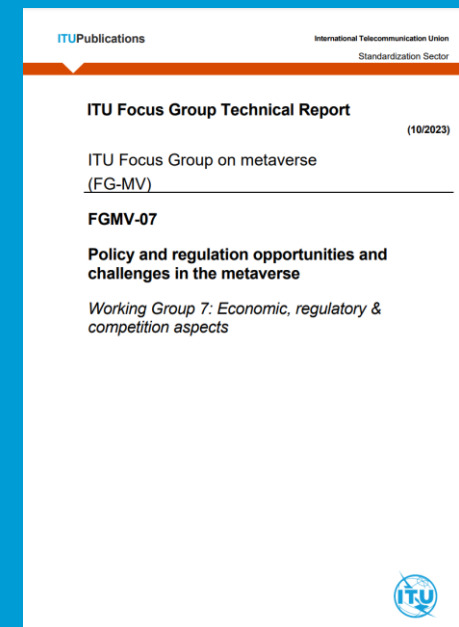 ITUPublications
International Telecommunication Union
Standardization Sector
ITU Focus Group Technical Report
(10/2023)
ITU Focus Group on metaverse
(FG-MV)
FGMV-07
Policy and regulation opportunities and
challenges in the metaverse
Working Group 7: Economic, regulatory &
competition aspects
ITU